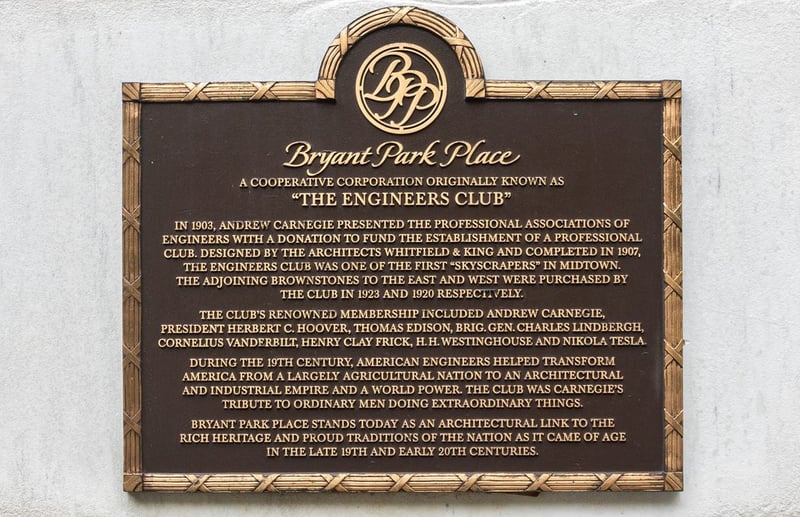 BPP
Bryant Park Place
A COOPERATIVE CORPORATION ORIGINALLY KNOWN AS
"THE ENGINEERS CLUB"
IN 1903, ANDREW CARNEGIE PRESENTED THE PROFESSIONAL ASSOCIATIONS OF
ENGINEERS WITH A DONATION TO FUND THE ESTABLISHMENT OF A PROFESSIONAL
CLUB. DESIGNED BY THE ARCHITECTS WHITFIELD & KING AND COMPLETED IN 1907,
THE ENGINEERS CLUB WAS ONE OF THE FIRST "SKYSCRAPERS" IN MIDTOWN.
THE ADJOINING BROWNSTONES TO THE EAST AND WEST WERE PURCHASED BY
THE CLUB IN 1923 AND 1920 RESPECTIVELY.
THE CLUB'S RENOWNED MEMBERSHIP INCLUDED ANDREW CARNEGIE,
PRESIDENT HERBERT C. HOOVER, THOMAS EDISON, BRIG. GEN. CHARLES LINDBERGH,
CORNELIUS VANDERBILT, HENRY CLAY FRICK, H. H. WESTINGHOUSE AND NIKOLA TESLA.
DURING THE 19TH CENTURY, AMERICAN ENGINEERS HELPED TRANSFORM
AMERICA FROM A LARGELY AGRICULTURAL NATION TO AN ARCHITECTURAL
AND INDUSTRIAL EMPIRE AND A WORLD POWER. THE CLUB WAS CARNEGIE'S
TRIBUTE TO ORDINARY MEN DOING EXTRAORDINARY THINGS.
BRYANT PARK PLACE STANDS TODAY AS AN ARCHITECTURAL LINK TO THE
RICH HERITAGE AND PROUD TRADITIONS OF THE NATION AS IT CAME OF AGE
IN THE LATE 19TH AND EARLY 20TH CENTURIES.